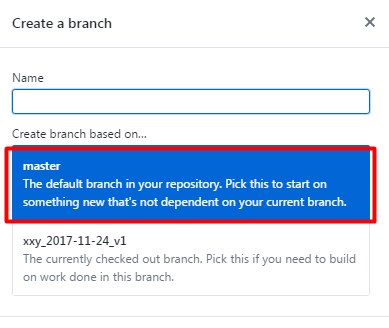 Create a branch
Name
Create branch based on...
master
The default branch in your repository. Pick this to start on
something new that's not dependent on your current branch.
xxy_2017-11-24_v1
The currently checked out branch. Pick this if you need to build
on work done in this branch.